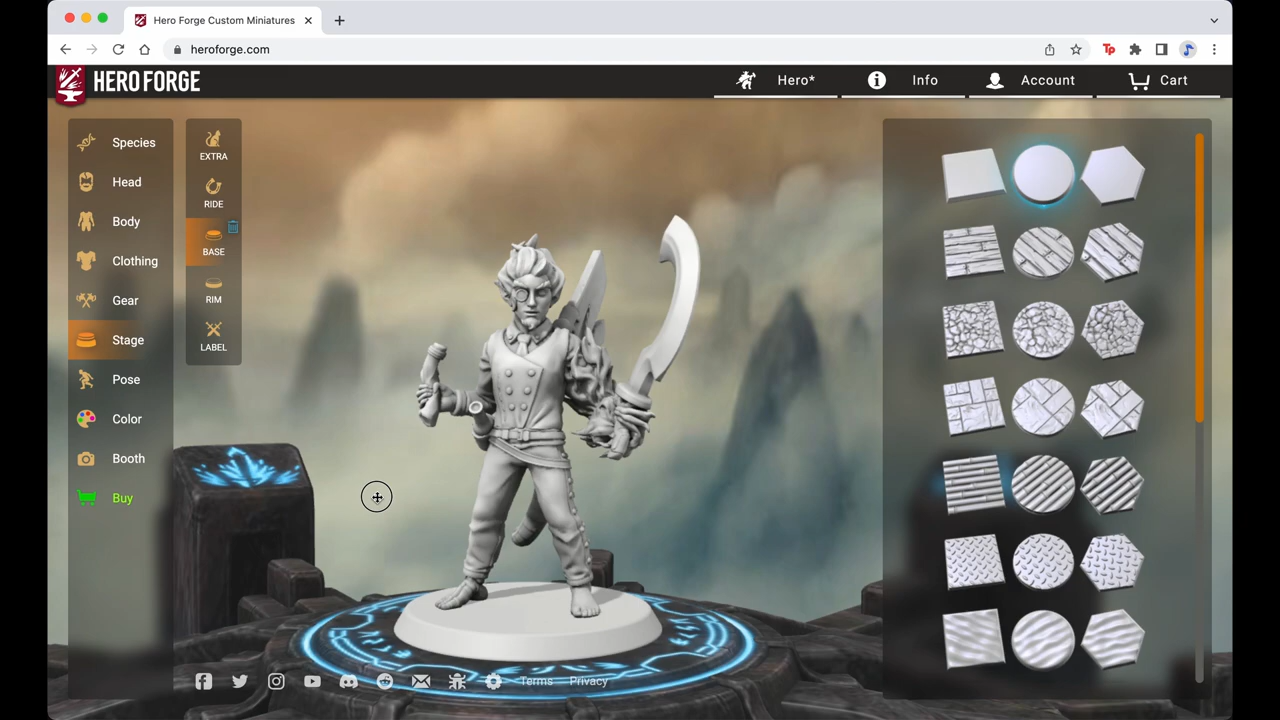 Hero Forge Custom Miniatures
heroforge.com
Tp
HERO FORGE
Hero*
Info
Account
Cart
Species
Head
Body
Clothing
Gear
Stage
Pose
Color
Booth
Buy
EXTRA
RIDE
BASE
RIM
LABEL
Terms
Privacy